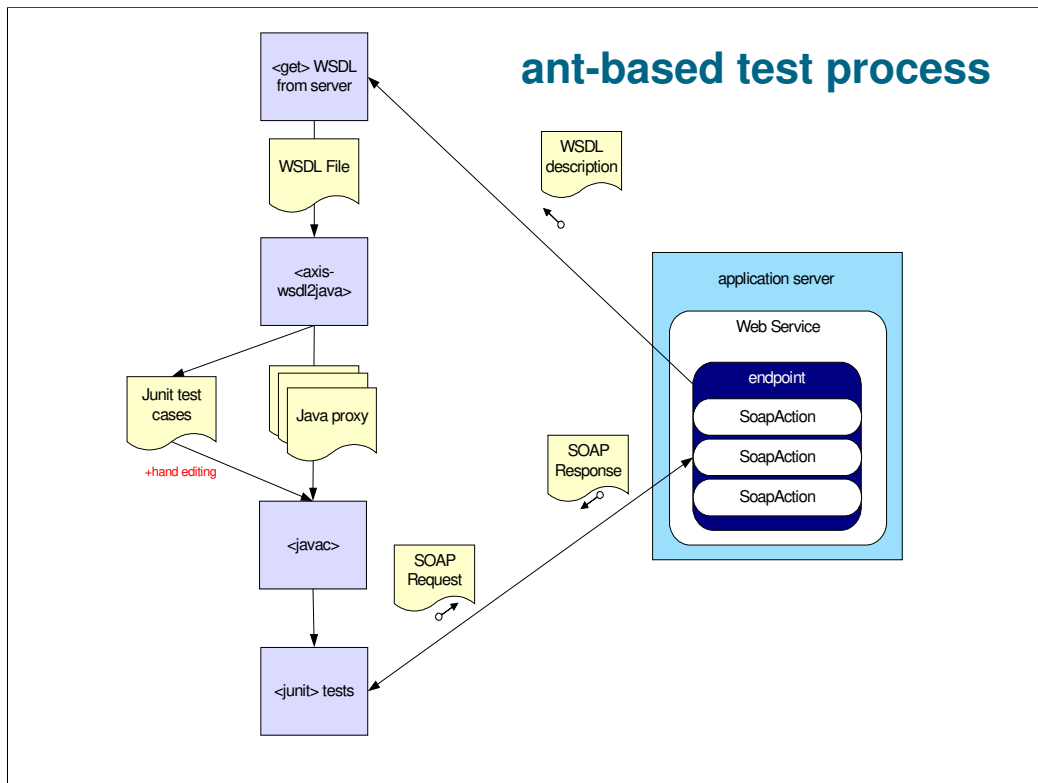 ant-based test process
<get> WSDL
from server
WSDL File
WSDL
description
<axis-
wsdl2java>
application server
Web Service
endpoint
SoapAction
SoapAction
SoapAction
Junit test
cases
Java proxy
+hand editing
SOAP
Response
<javac>
SOAP
Request
<junit> tests